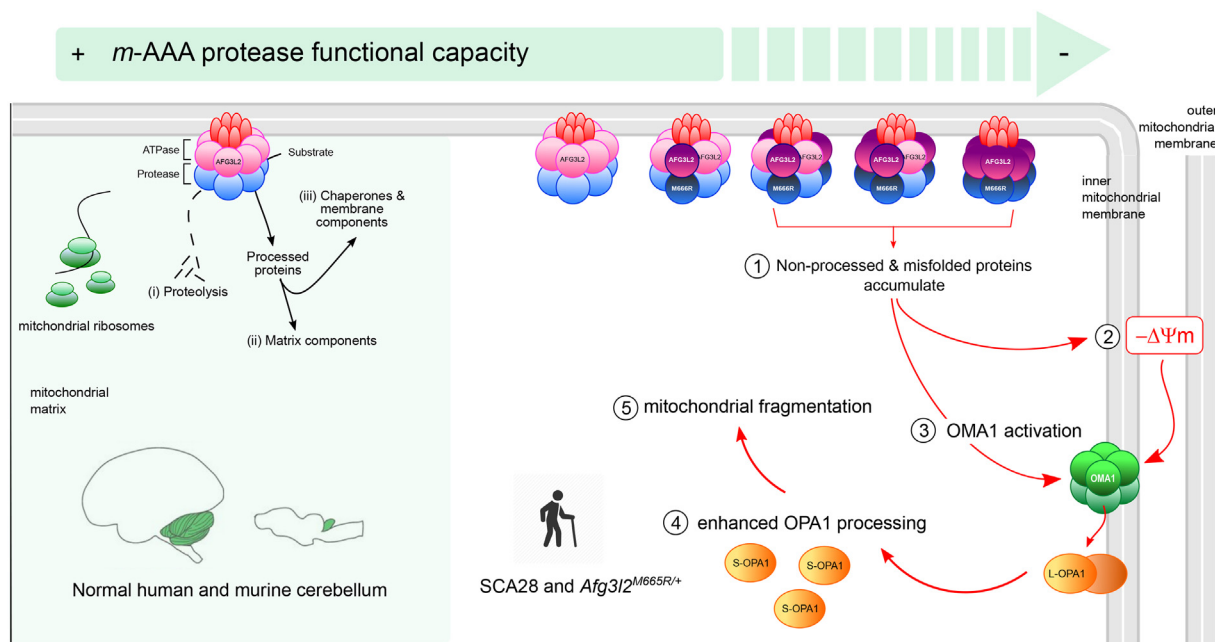 + m-AAA protease functional capacity -
outer
mitochondrial
membrane
ATPase
Protease
AFG3L2
Substrate
(iii) Chaperones &
membrane
components
Processed
proteins
(i) Proteolysis
(ii) Matrix components
mitchondrial ribosomes
mitochondrial
matrix
Normal human and murine cerebellum
AFG3L2
AFG3L2
AFG3L2
M666R
AFG3L2
AFG3L2
M666R
AFG3L2
AFG3L2
M666R
AFG3L2
M666R
inner
mitochondrial
membrane
1 Non-processed & misfolded proteins
accumulate
2 −ΔΨm
3 OMA1 activation
OMA1
L-OPA1
4 enhanced OPA1 processing
S-OPA1
S-OPA1
S-OPA1
5 mitochondrial fragmentation
SCA28 and Afg3l2M665R/+